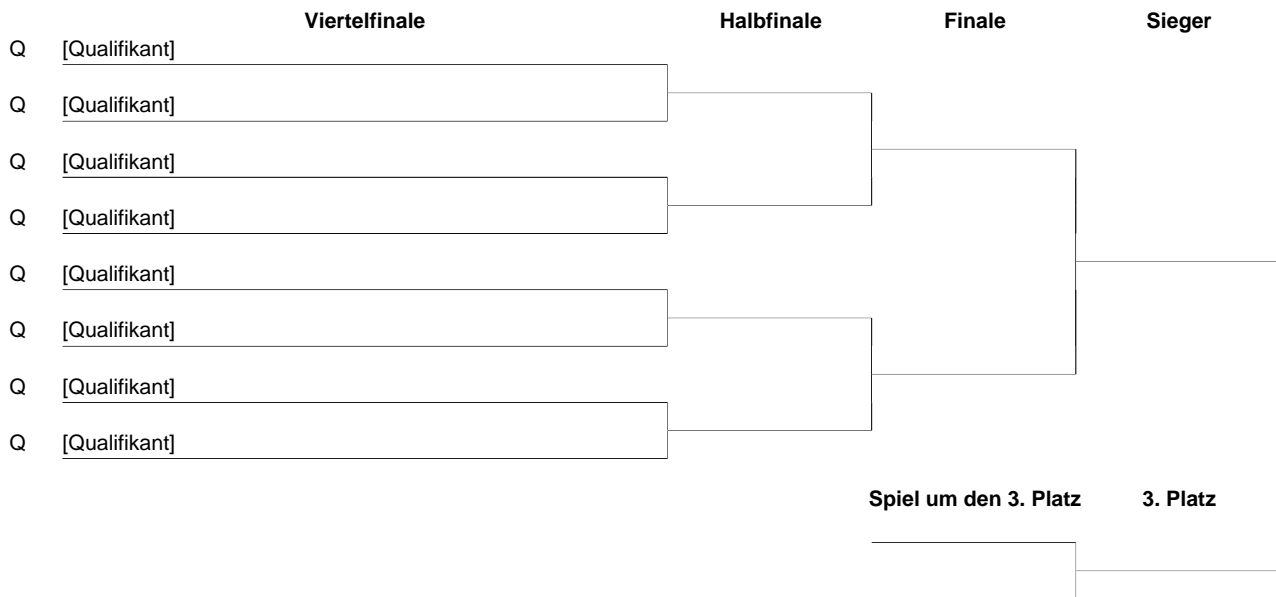 Viertelfinale Halbfinale Finale Sieger
Q [Qualifikant]
Q [Qualifikant]
Q [Qualifikant]
Q [Qualifikant]
Q [Qualifikant]
Q [Qualifikant]
Q [Qualifikant]
Q [Qualifikant]
Spiel um den 3. Platz 3. Platz